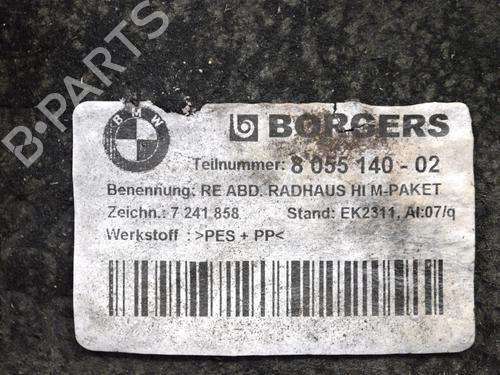 B-PARTS
BMW
BORGERS
Teilnummer: 8 055 140 - 02
Benennung: RE ABD. RADHAUS HI M-PAKET
Zeichn.: 7 241 858 Stand: EK2311, AI:07/q
Werkstoff : >PES + PP<